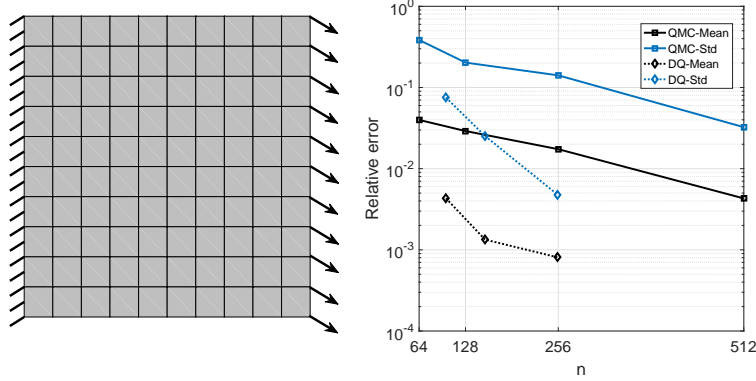 10^0
10^-1
10^-2
10^-3
10^-4
Relative error
QMC-Mean
QMC-Std
DQ-Mean
DQ-Std
64 128 256 512
n